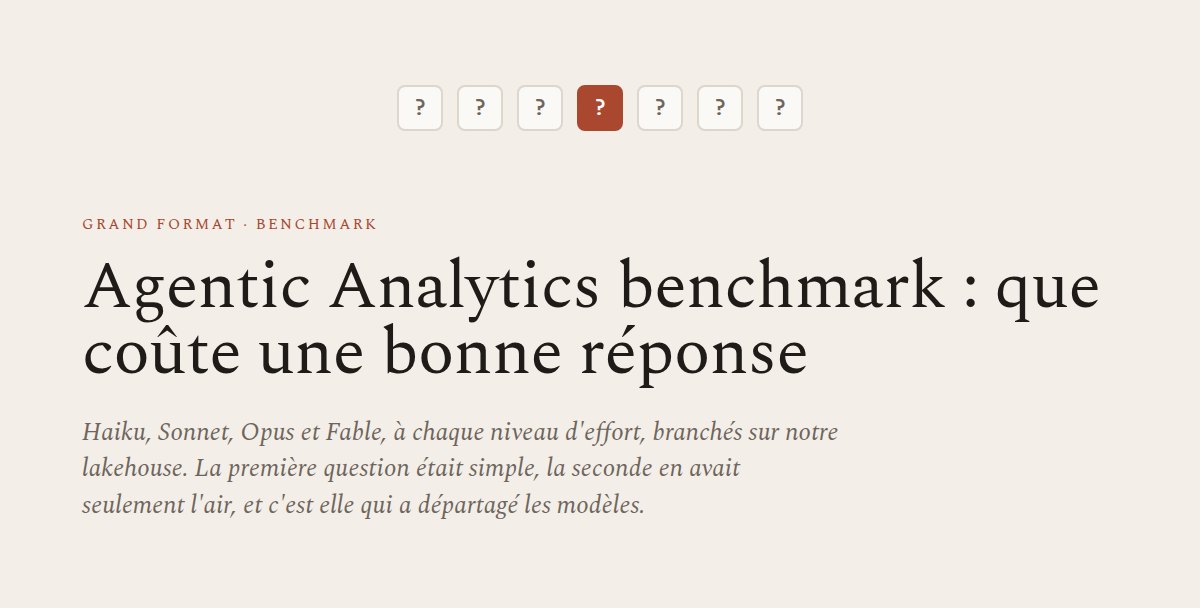 ? ? ? ? ? ? ?
GRAND FORMAT · BENCHMARK
Agentic Analytics benchmark : que
coûte une bonne réponse
Haiku, Sonnet, Opus et Fable, à chaque niveau d'effort, branchés sur notre
lakehouse. La première question était simple, la seconde en avait
seulement l'air, et c'est elle qui a départagé les modèles.